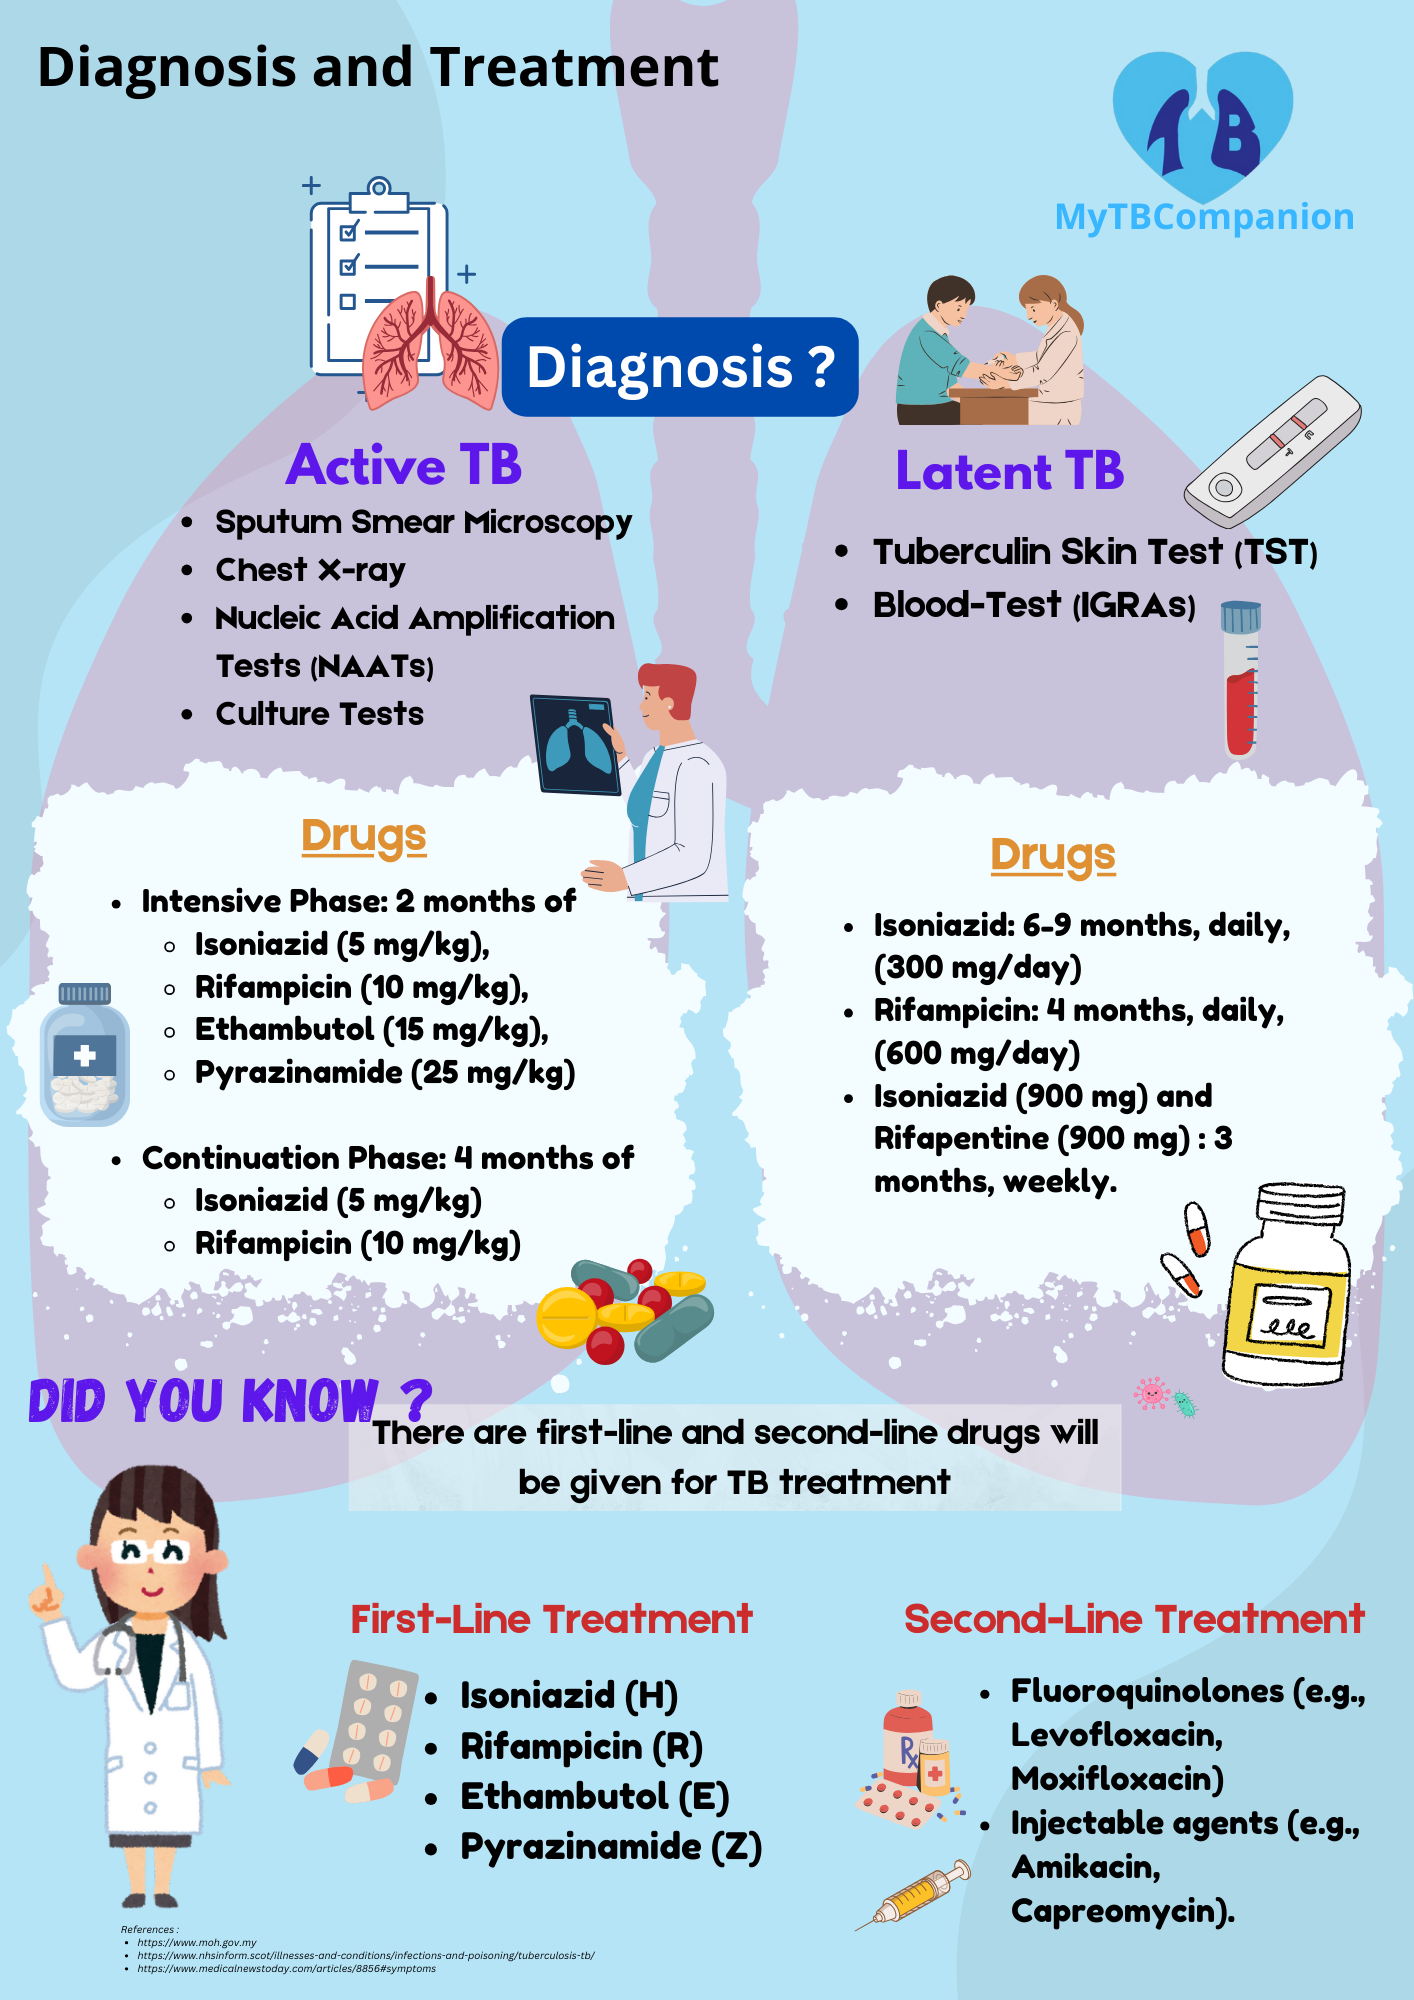 Diagnosis and Treatment
TB
MyTBCompanion
Diagnosis ?
Active TB
• Sputum Smear Microscopy
• Chest X-ray
• Nucleic Acid Amplification
Tests (NAATs)
• Culture Tests
Latent TB
C
T
• Tuberculin Skin Test (TST)
• Blood-Test (IGRAs)
Drugs
• Intensive Phase: 2 months of
◦ Isoniazid (5 mg/kg),
◦ Rifampicin (10 mg/kg),
◦ Ethambutol (15 mg/kg),
◦ Pyrazinamide (25 mg/kg)
• Continuation Phase: 4 months of
◦ Isoniazid (5 mg/kg)
◦ Rifampicin (10 mg/kg)
Drugs
• Isoniazid: 6-9 months, daily,
(300 mg/day)
• Rifampicin: 4 months, daily,
(600 mg/day)
• Isoniazid (900 mg) and
Rifapentine (900 mg) : 3
months, weekly.
DID YOU KNOW ?
There are first-line and second-line drugs will
be given for TB treatment
First-Line Treatment
• Isoniazid (H)
• Rifampicin (R)
• Ethambutol (E)
• Pyrazinamide (Z)
Second-Line Treatment
Rx
• Fluoroquinolones (e.g.,
Levofloxacin,
Moxifloxacin)
• Injectable agents (e.g.,
Amikacin,
Capreomycin).
References :
• https://www.moh.gov.my
• https://www.nhsinform.scot/illnesses-and-conditions/infections-and-poisoning/tuberculosis-tb/
• https://www.medicalnewstoday.com/articles/8856#symptoms